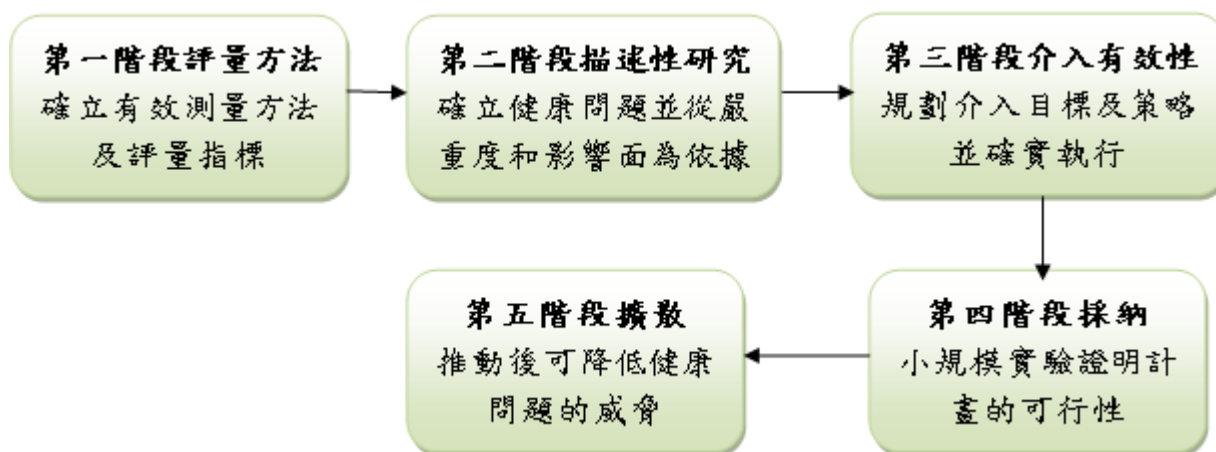 第一階段評量方法
確立有效測量方法
及評量指標
第二階段描述性研究
確立健康問題並從嚴
重度和影響面為依據
第三階段介入有效性
規劃介入目標及策略
並確實執行
第四階段採納
小規模實驗證明計
畫的可行性
第五階段擴散
推動後可降低健康
問題的威脅